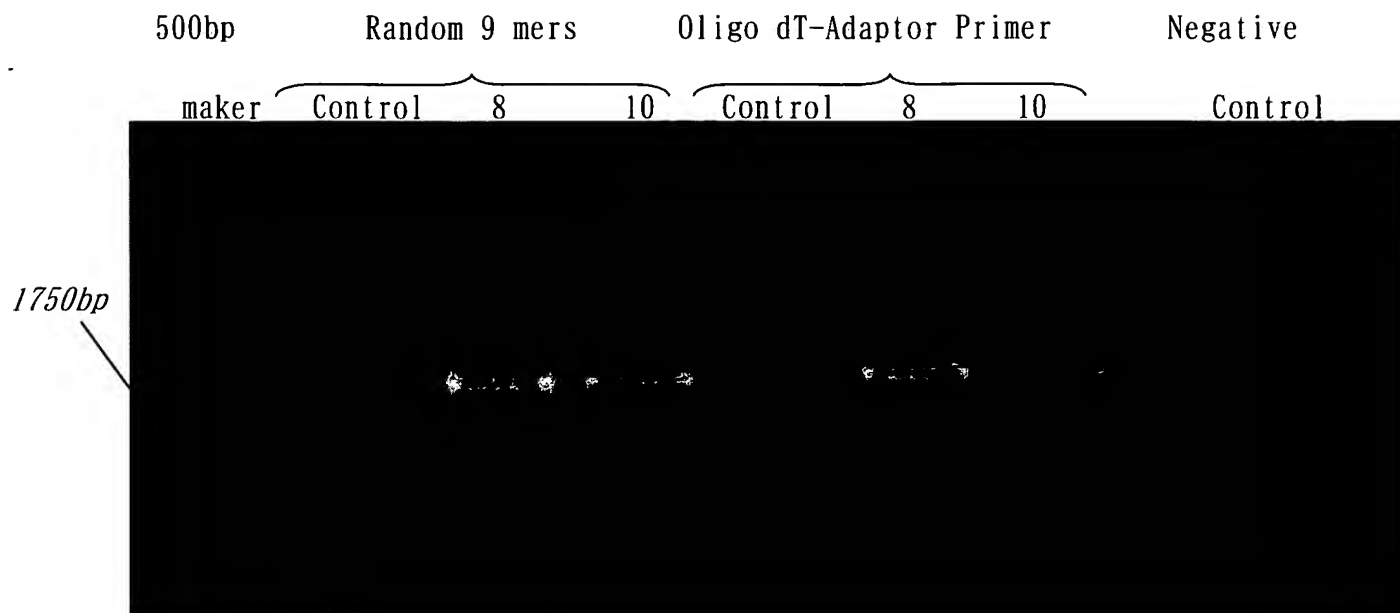 500bp Random 9 mers Oligo dT-Adaptor Primer Negative
maker Control 8 10 Control 8 10 Control
1750bp